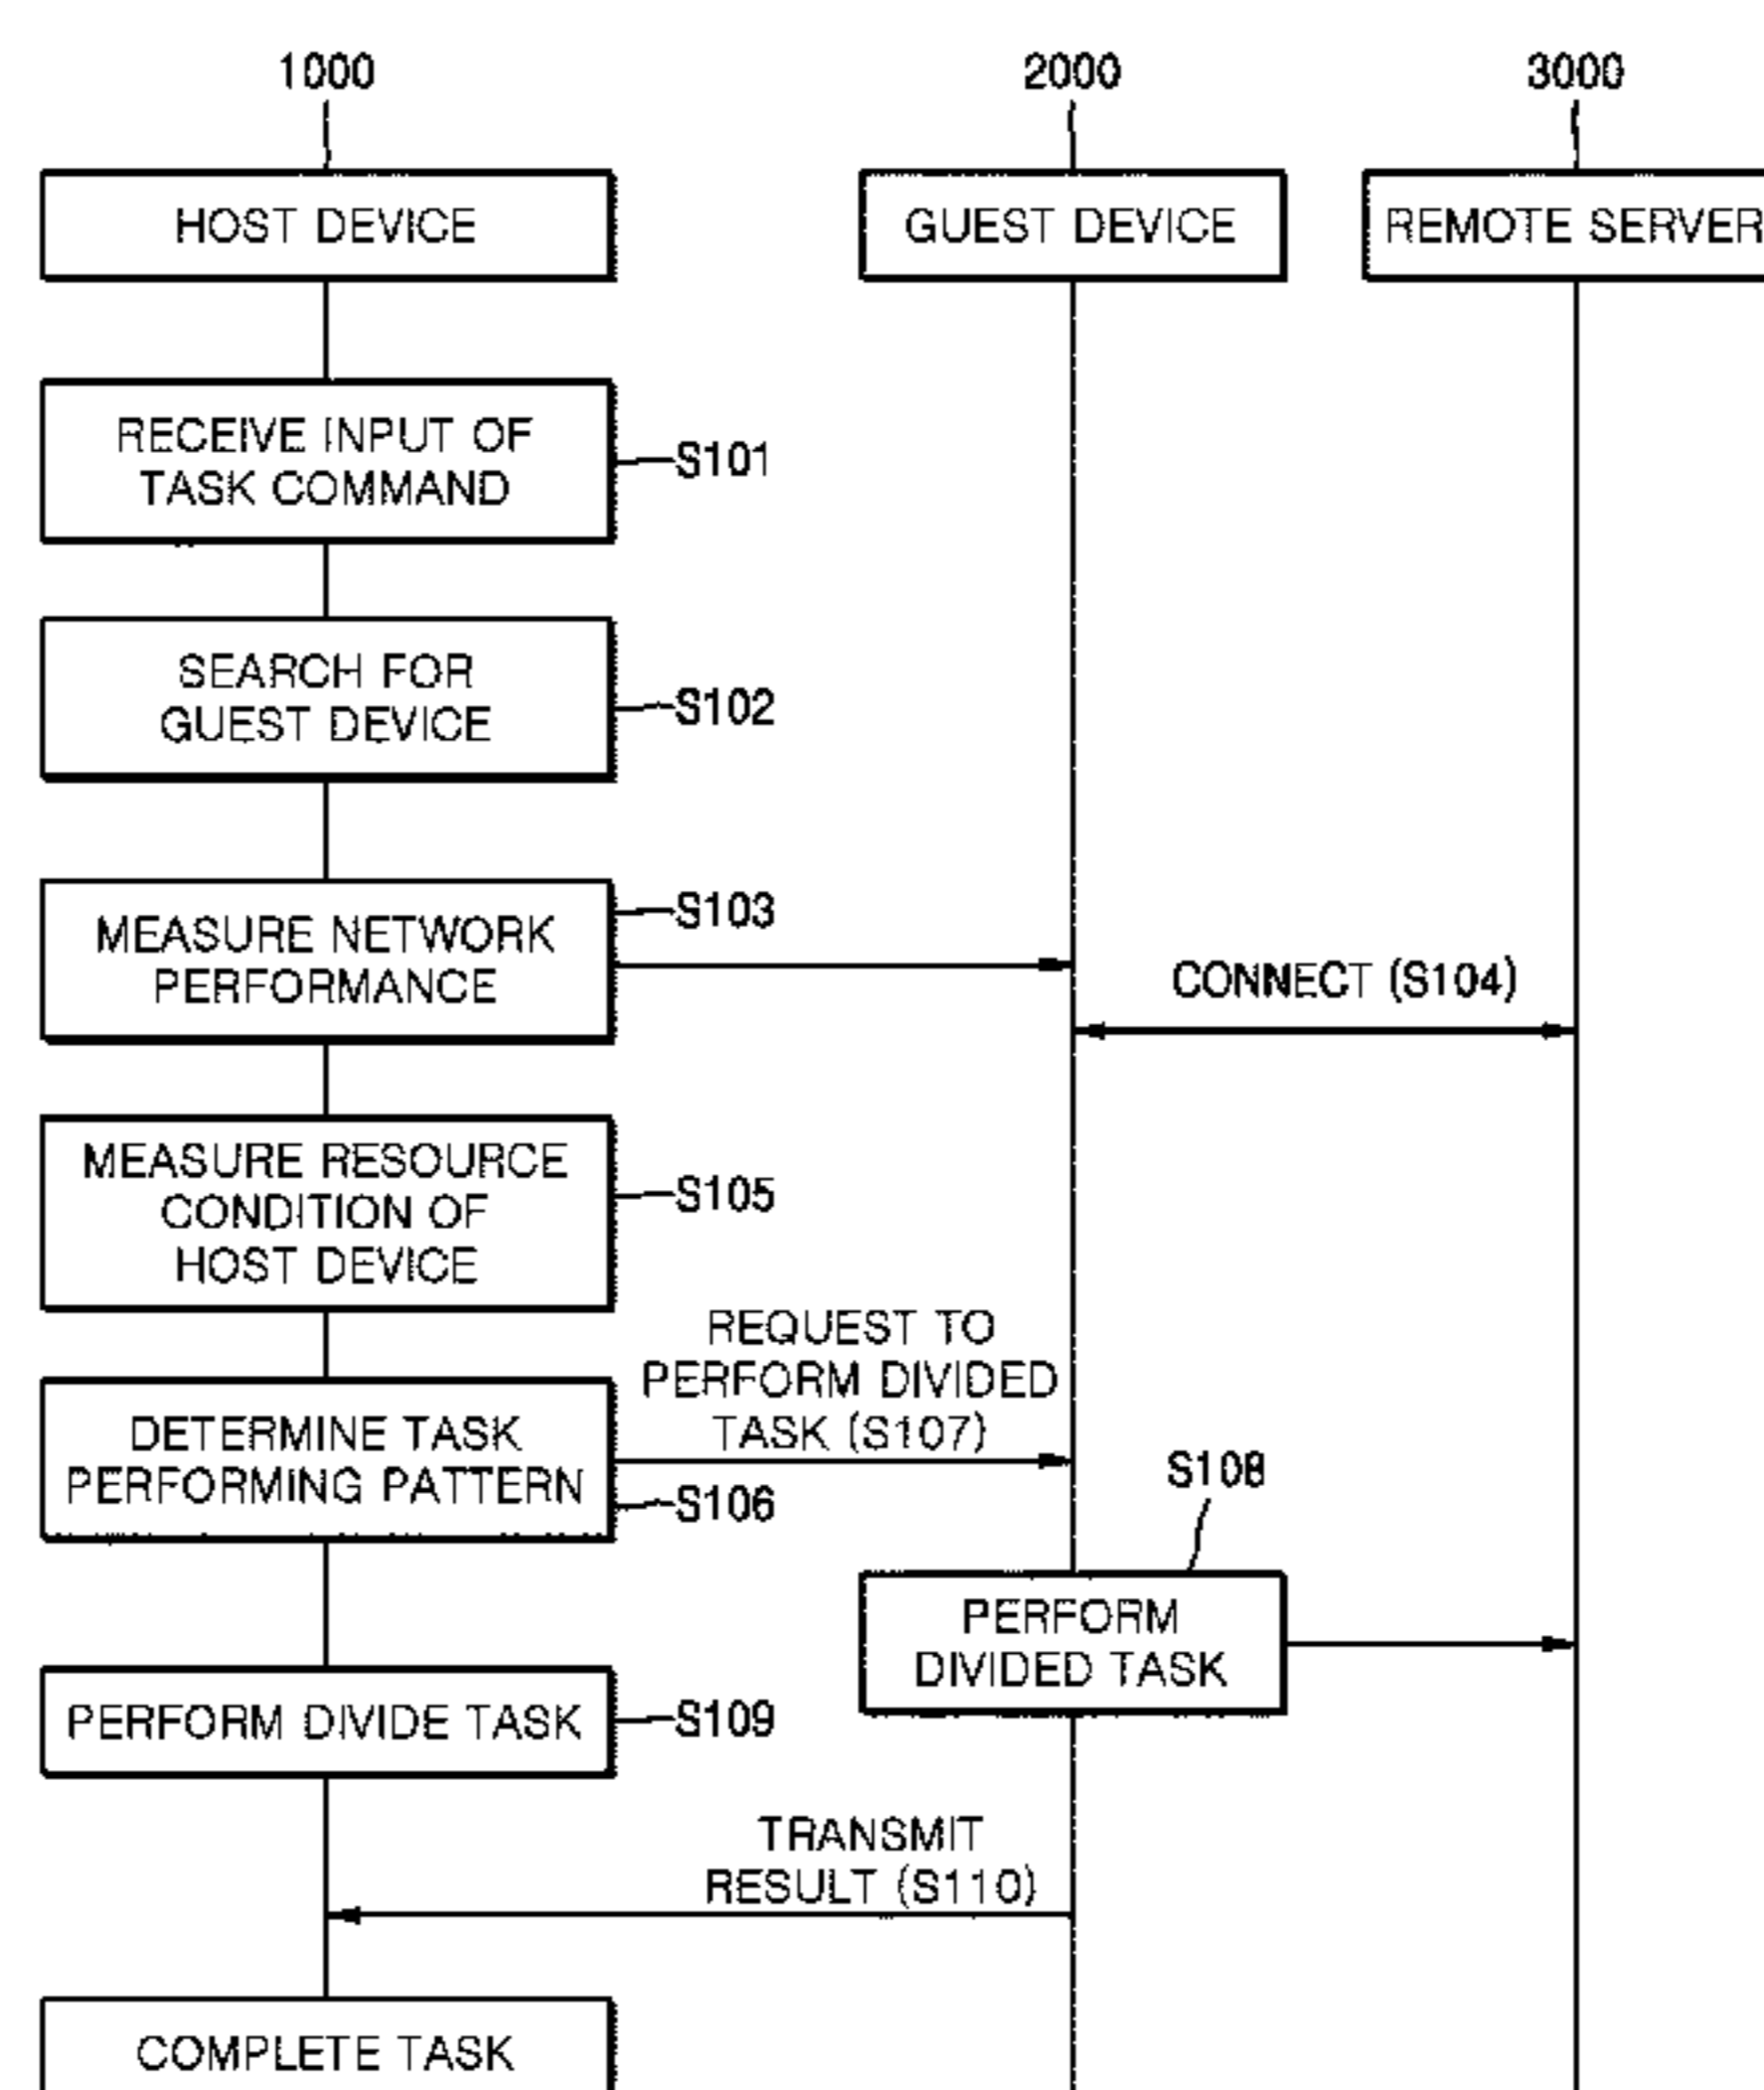 1000
2000
3000
HOST DEVICE
GUEST DEVICE
REMOTE SERVER
RECEIVE INPUT OF
TASK COMMAND
S101
SEARCH FOR
GUEST DEVICE
S102
MEASURE NETWORK
PERFORMANCE
S103
CONNECT (S104)
MEASURE RESOURCE
CONDITION OF
HOST DEVICE
S105
REQUEST TO
PERFORM DIVIDED
TASK (S107)
DETERMINE TASK
PERFORMING PATTERN
S106
S108
PERFORM
DIVIDED TASK
PERFORM DIVIDE TASK
S109
TRANSMIT
RESULT (S110)
COMPLETE TASK